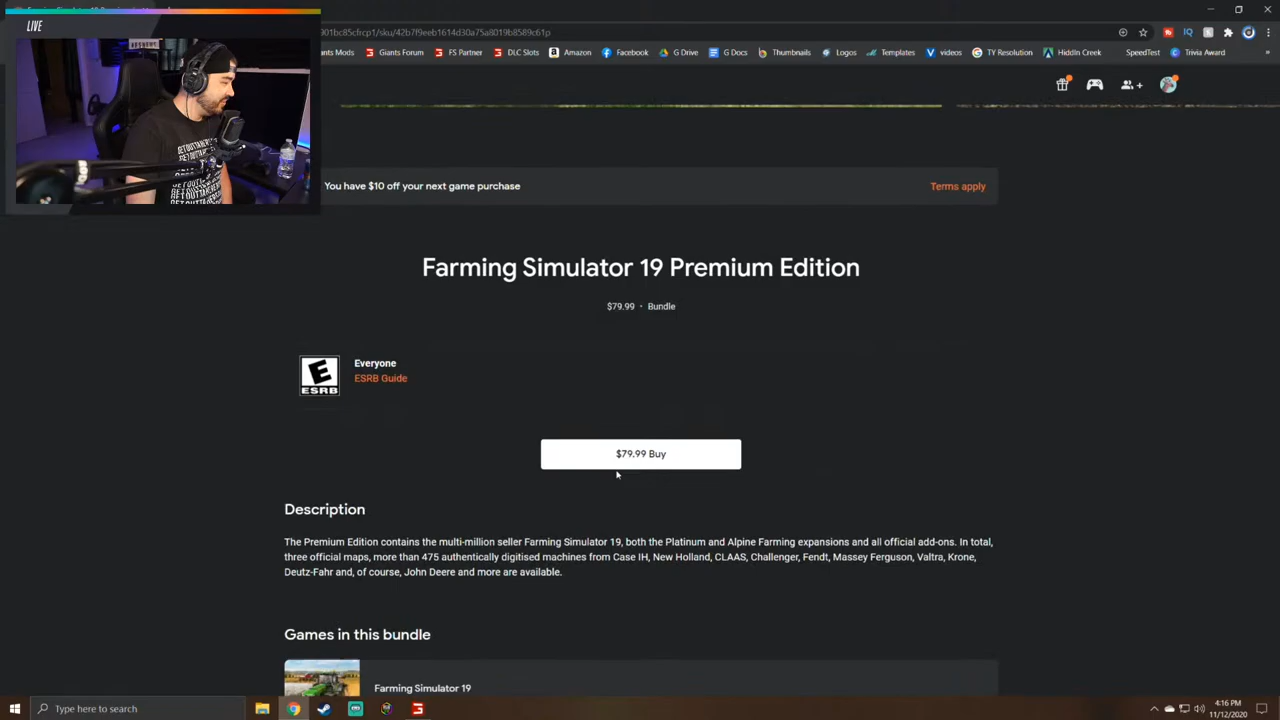 LIVE
901bc85cfrcp1/sku/42b7f9eeb1614d30a75a8019b8589c61p
Giants Mods
Giants Forum
FS Partner
DLC Slots
Amazon
Facebook
G Drive
G Docs
Thumbnails
Logos
Templates
videos
TY Resolution
HiddIn Creek
SpeedTest
Trivia Award
You have $10 off your next game purchase
Terms apply
Farming Simulator 19 Premium Edition
$79.99 • Bundle
E
ESRB
Everyone
ESRB Guide
$79.99 Buy
Description
The Premium Edition contains the multi-million seller Farming Simulator 19, both the Platinum and Alpine Farming expansions and all official add-ons. In total,
three official maps, more than 475 authentically digitised machines from Case IH, New Holland, CLAAS, Challenger, Fendt, Massey Ferguson, Valtra, Krone,
Deutz-Fahr and, of course, John Deere and more are available.
Games in this bundle
Farming Simulator 19
Type here to search
4:16 PM
11/12/2020